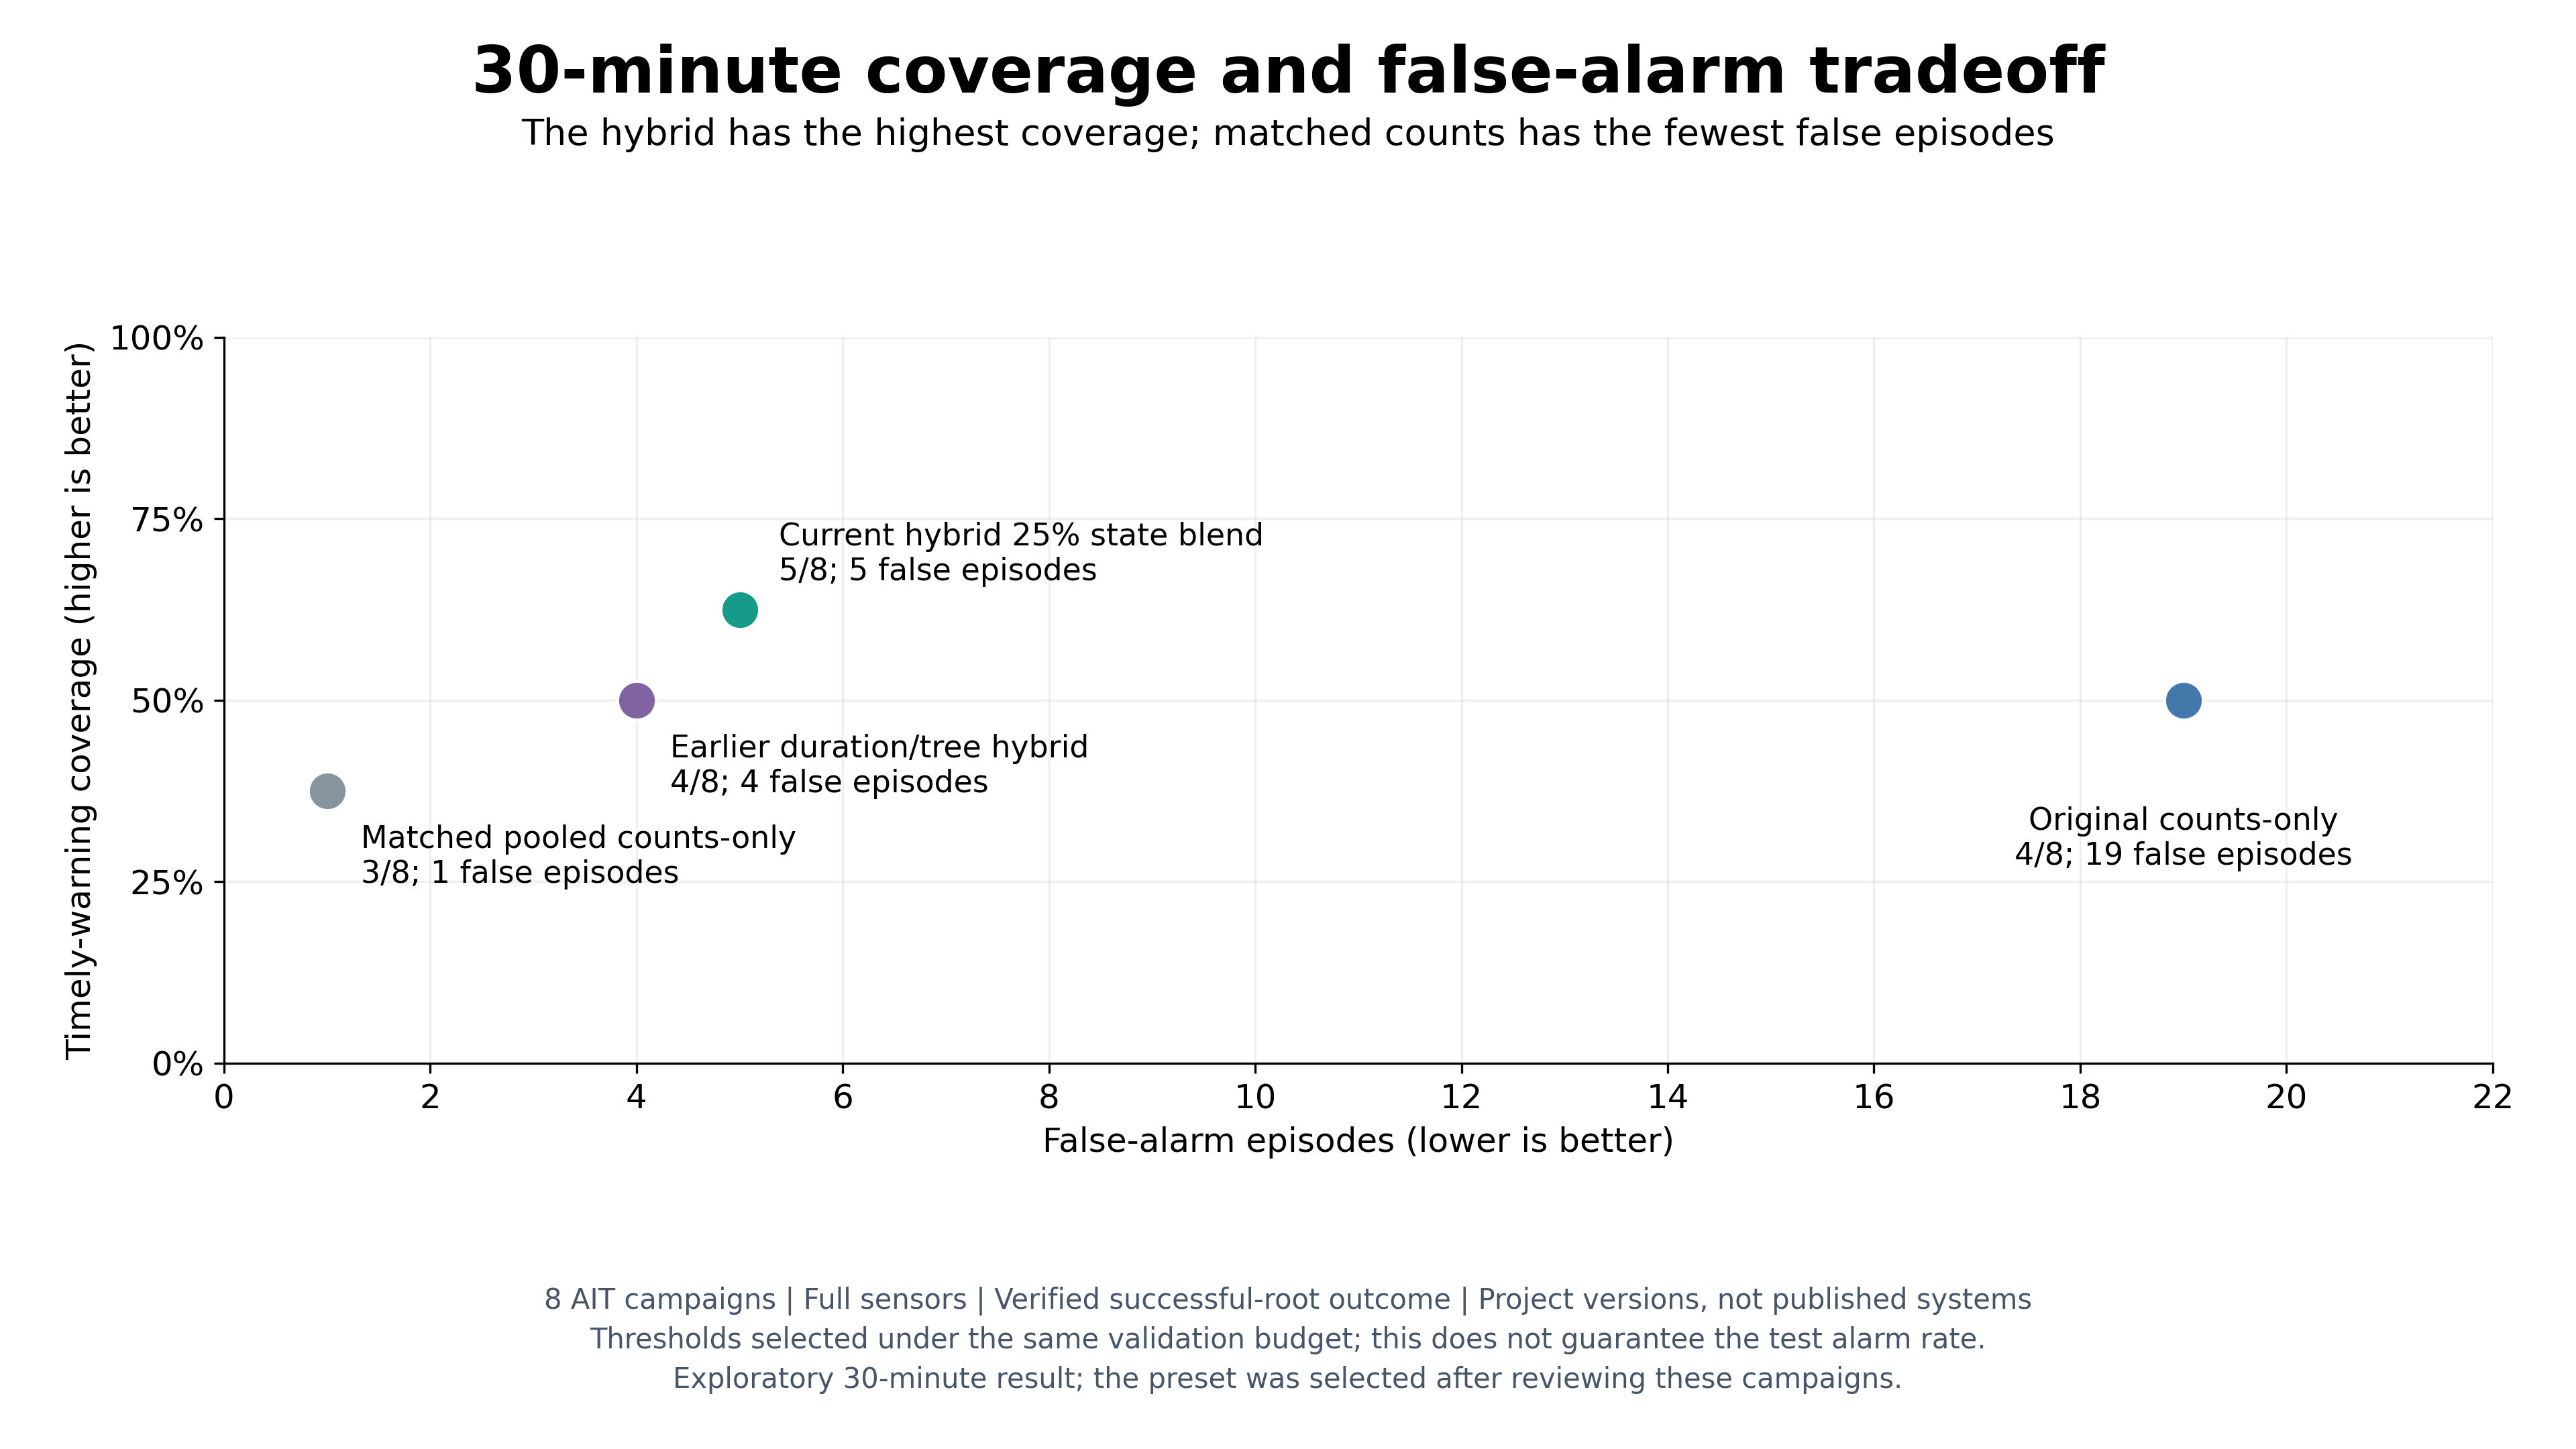 30-minute coverage and false-alarm tradeoff
The hybrid has the highest coverage; matched counts has the fewest false episodes
Timely-warning coverage (higher is better)
100%
75%
50%
25%
0%
Current hybrid 25% state blend
5/8; 5 false episodes
Earlier duration/tree hybrid
4/8; 4 false episodes
Matched pooled counts-only
3/8; 1 false episodes
Original counts-only
4/8; 19 false episodes
0 2 4 6 8 10 12 14 16 18 20 22
False-alarm episodes (lower is better)
8 AIT campaigns | Full sensors | Verified successful-root outcome | Project versions, not published systems
Thresholds selected under the same validation budget; this does not guarantee the test alarm rate.
Exploratory 30-minute result; the preset was selected after reviewing these campaigns.